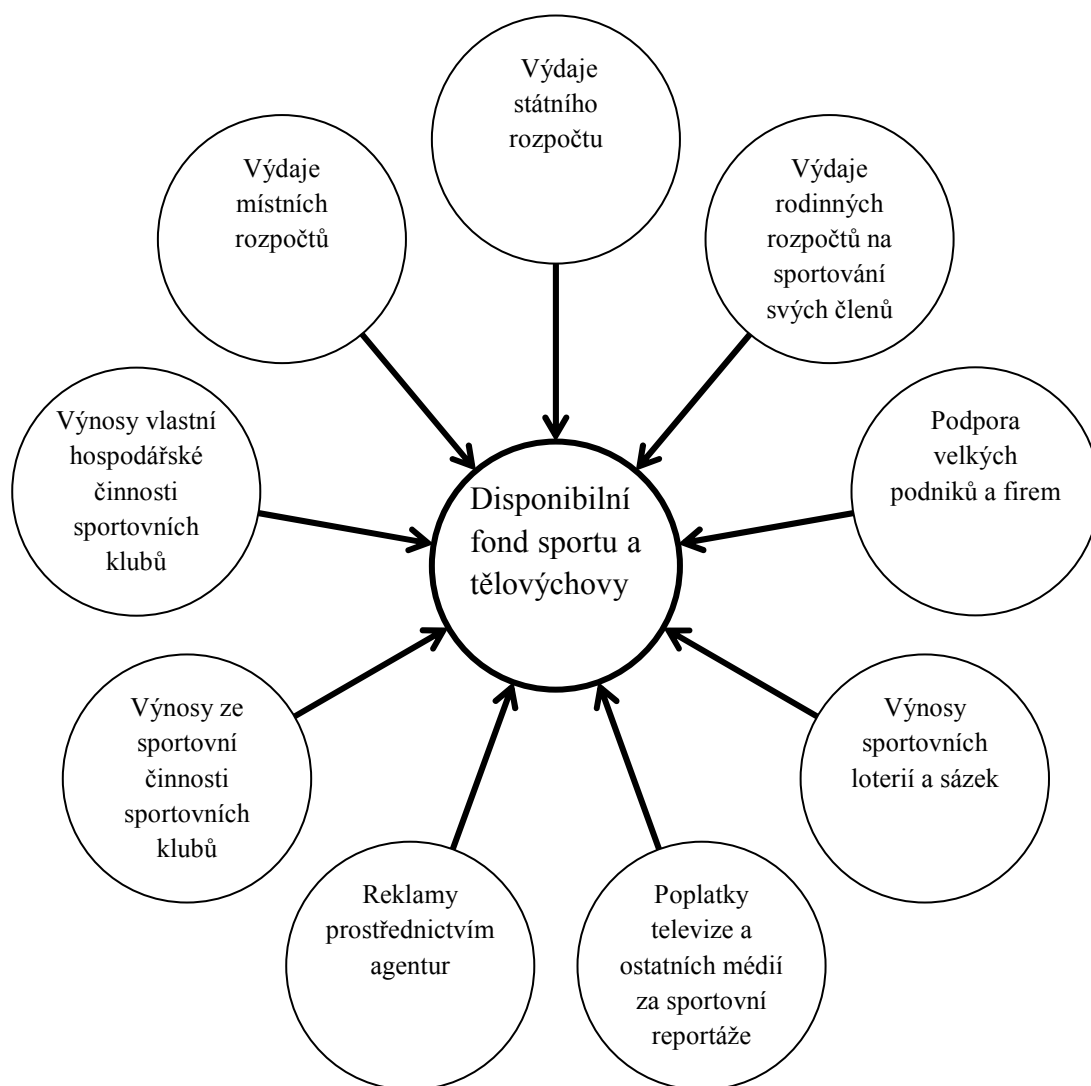 Výdaje
státního
rozpočtu
Výdaje
místních
rozpočtů
Výdaje
rodinných
rozpočtů na
sportování
svých členů
Výnosy vlastní
hospodářské
činnosti
sportovních
klubů
Podpora
velkých
podniků a firem
Disponibilní
fond sportu a
tělovýchovy
Výnosy ze
sportovní
činnosti
sportovních
klubů
Výnosy
sportovních
loterií a sázek
Reklamy
prostřednictvím
agentur
Poplatky
televize a
ostatních médií
za sportovní
reportáže